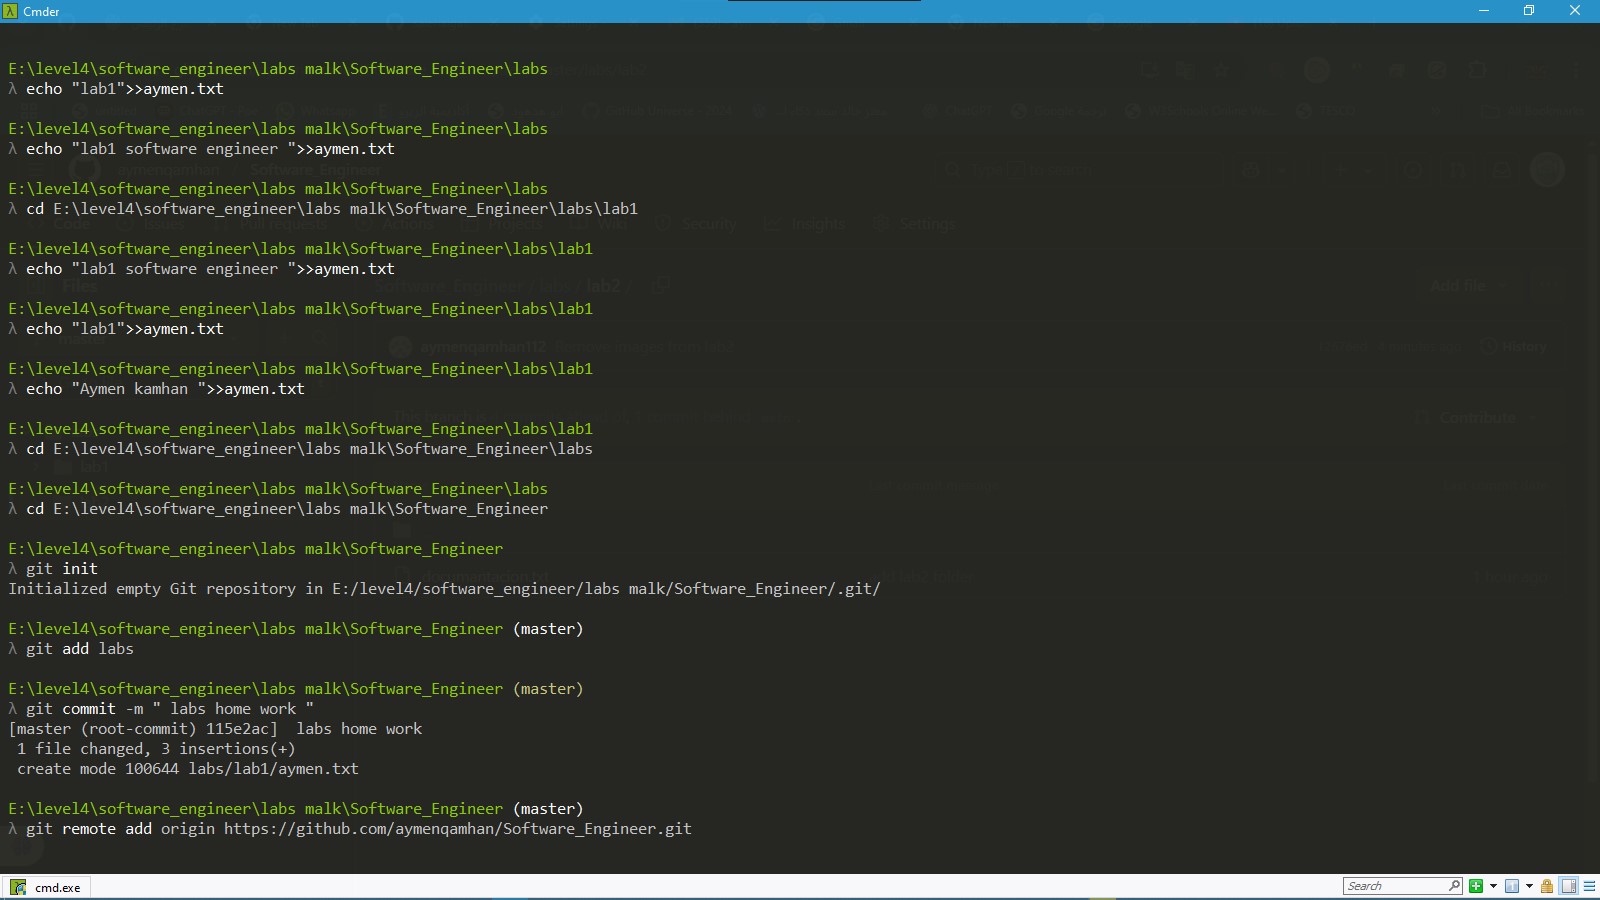 Cmder
E:\level4\software_engineer\labs malk\Software_Engineer\labs
λ echo "lab1">>aymen.txt
E:\level4\software_engineer\labs malk\Software_Engineer\labs
λ echo "lab1 software engineer ">>aymen.txt
E:\level4\software_engineer\labs malk\Software_Engineer\labs
λ cd E:\level4\software_engineer\labs malk\Software_Engineer\labs\lab1
E:\level4\software_engineer\labs malk\Software_Engineer\labs\lab1
λ echo "lab1 software engineer ">>aymen.txt
E:\level4\software_engineer\labs malk\Software_Engineer\labs\lab1
λ echo "lab1">>aymen.txt
E:\level4\software_engineer\labs malk\Software_Engineer\labs\lab1
λ echo "Aymen kamhan ">>aymen.txt
E:\level4\software_engineer\labs malk\Software_Engineer\labs\lab1
λ cd E:\level4\software_engineer\labs malk\Software_Engineer\labs
E:\level4\software_engineer\labs malk\Software_Engineer\labs
λ cd E:\level4\software_engineer\labs malk\Software_Engineer
E:\level4\software_engineer\labs malk\Software_Engineer
λ git init
Initialized empty Git repository in E:/level4/software_engineer/labs malk/Software_Engineer/.git/
E:\level4\software_engineer\labs malk\Software_Engineer (master)
λ git add labs
E:\level4\software_engineer\labs malk\Software_Engineer (master)
λ git commit -m " labs home work "
[master (root-commit) 115e2ac]  labs home work
 1 file changed, 3 insertions(+)
 create mode 100644 labs/lab1/aymen.txt
E:\level4\software_engineer\labs malk\Software_Engineer (master)
λ git remote add origin https://github.com/aymenqamhan/Software_Engineer.git
cmd.exe
Search